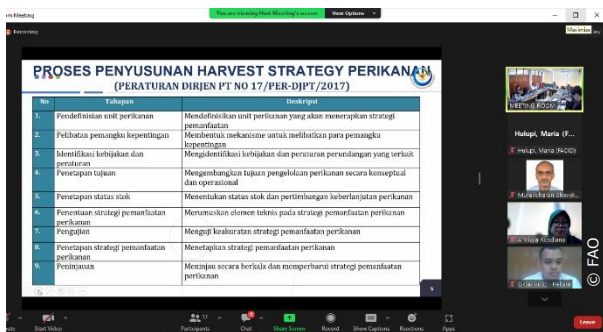 m Meeting
You are viewing Host Meeting's screen
View Options
Recording
Maximize
PROSES PENYUSUNAN HARVEST STRATEGY PERIKANAN
(PERATURAN DIRJEN PT NO 17/PER-DJPT/2017)
No Tahapan Deskripsi
1. Pendefinisian unit perikanan Mendefinisikan unit perikanan yang akan menerapkan strategi
pemanfaatan
2. Pelibatan pemangku kepentingan Membentuk mekanisme untuk melibatkan para pemangku
kepentingan
3. Identifikasi kebijakan dan Mengidentifikasi kebijakan dan peraturan perundangan yang terkait
peraturan
4. Penetapan tujuan Mengembangkan tujuan pengelolaan perikanan secara konseptual
dan operasional
5. Penetapan status stok Menentukan status stok dan pertimbangan keberlanjutan perikanan
6. Penentuan strategi pemanfaatan Merumuskan elemen teknis pada strategi pemanfaatan perikanan
perikanan
7. Pengujian Menguji keakuratan strategi pemanfaatan perikanan
8. Penetapan strategi pemanfaatan Menetapkan strategi pemanfaatan perikanan
perikanan
9. Peninjauan Meninjau secara berkala dan memperbarui strategi pemanfaatan
perikanan
MEETING ROOM
Hulupi, Maria (F...
Hulupi, Maria (FAOID)
© FAO
Start Video
17
Participants
Chat
Share Screen
Record
Show Captions
Reactions
Apps
Leave